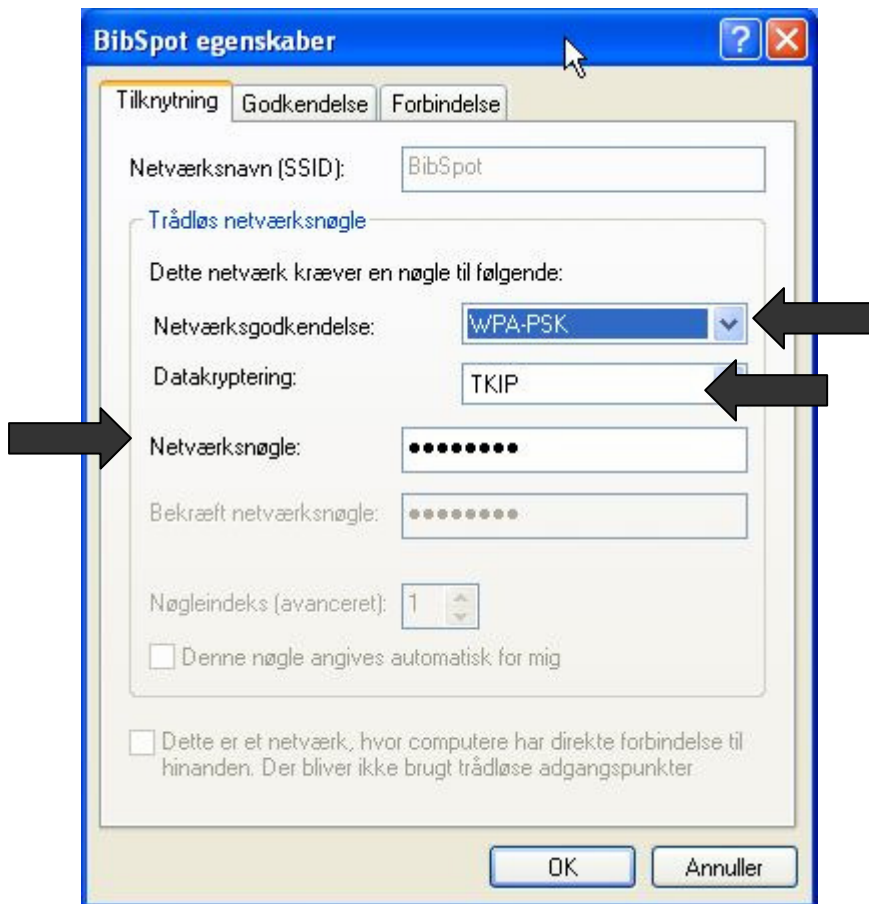 BibSpot egenskaber
Tilknytning Godkendelse Forbindelse
Netværksnavn (SSID): BibSpot
Trådløs netværksnøgle
Dette netværk kræver en nøgle til følgende:
Netværksgodkendelse: WPA-PSK
Datakryptering: TKIP
Netværksnøgle: ••••••••
Bekræft netværksnøgle: ••••••••
Nøgleindeks (avanceret): 1
Denne nøgle angives automatisk for mig
Dette er et netværk, hvor computere har direkte forbindelse til
hinanden. Der bliver ikke brugt trådløse adgangspunkter
OK Annuller